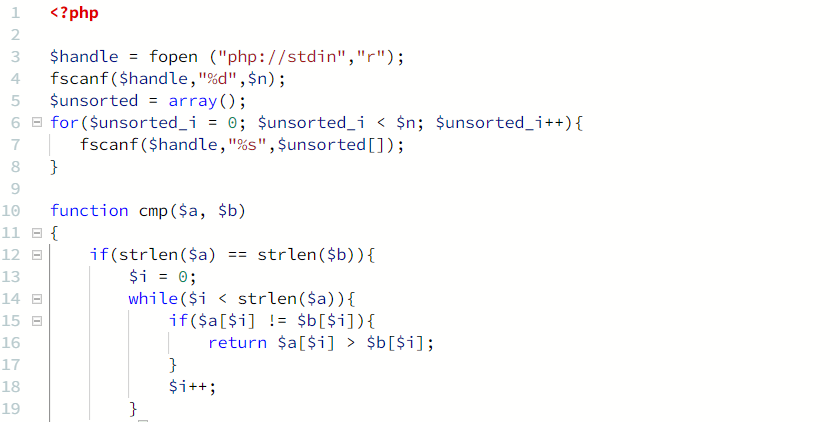 1 <?php
2
3 $handle = fopen ("php://stdin","r");
4 fscanf($handle,"%d",$n);
5 $unsorted = array();
6 for($unsorted_i = 0; $unsorted_i < $n; $unsorted_i++){
7    fscanf($handle,"%s",$unsorted[]);
8 }
9
10 function cmp($a, $b)
11 {
12     if(strlen($a) == strlen($b)){
13         $i = 0;
14         while($i < strlen($a)){
15             if($a[$i] != $b[$i]){
16                 return $a[$i] > $b[$i];
17             }
18             $i++;
19         }